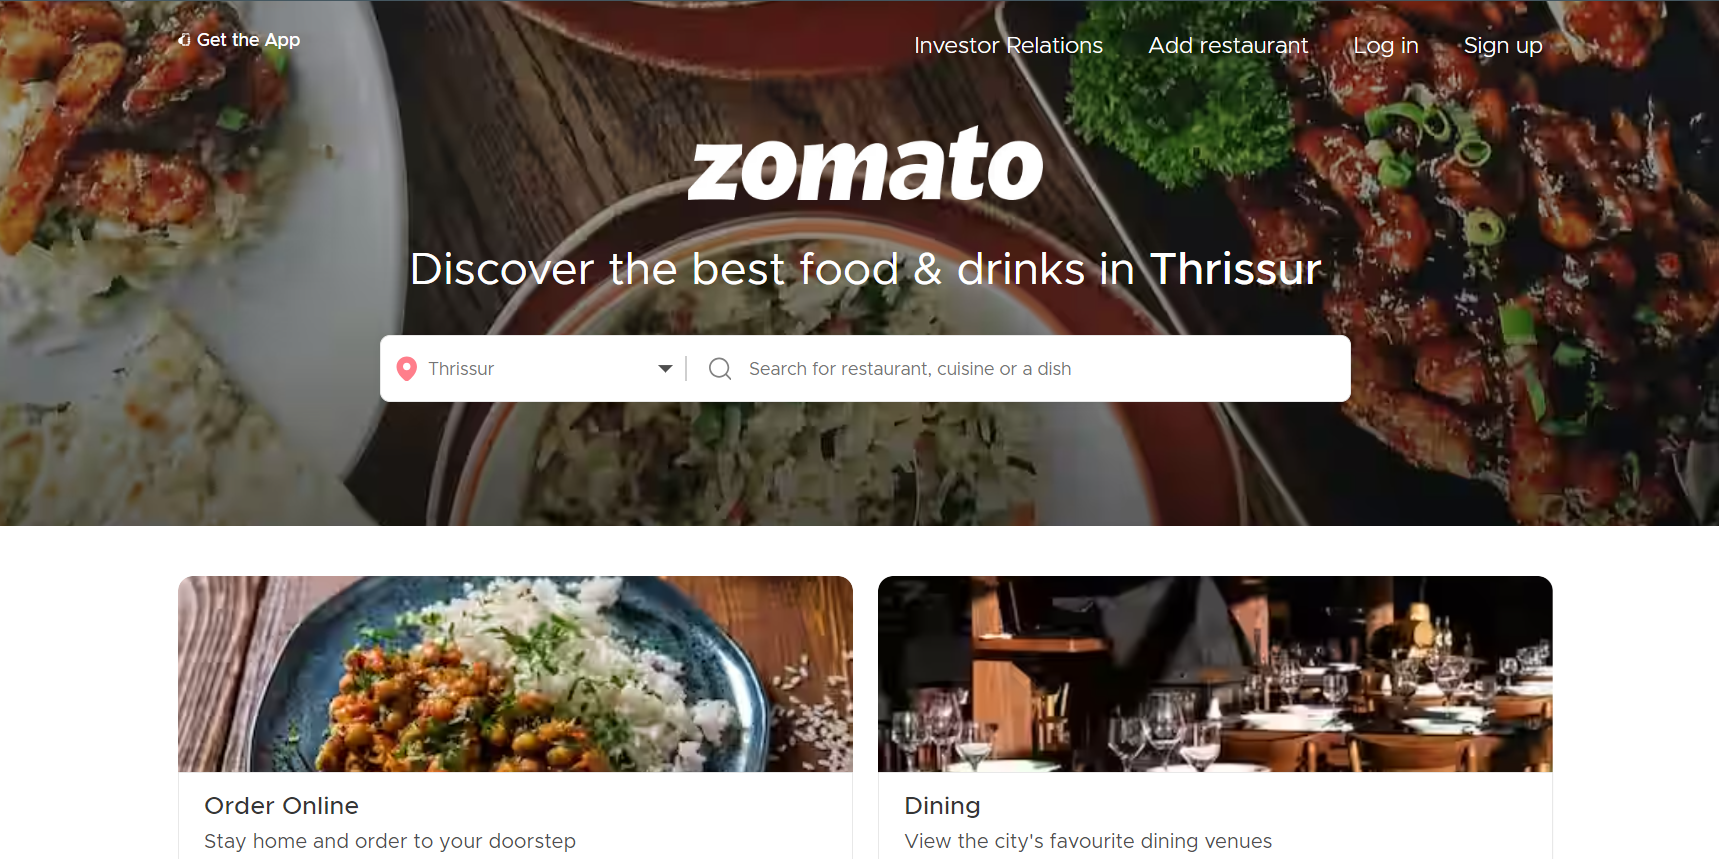 Get the App
Investor Relations
Add restaurant
Log in
Sign up
zomato
Discover the best food & drinks in Thrissur
Thrissur
Search for restaurant, cuisine or a dish
Order Online
Stay home and order to your doorstep
Dining
View the city's favourite dining venues